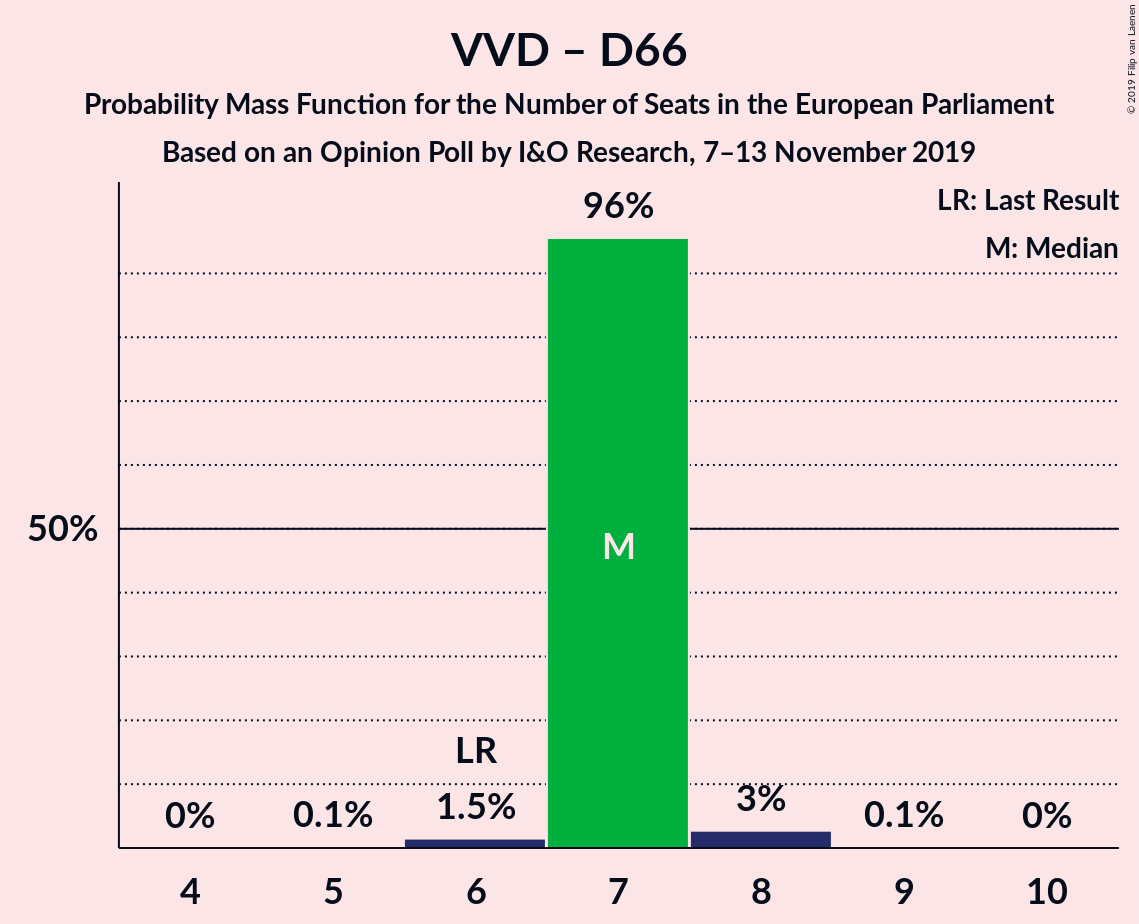 VVD – D66
Probability Mass Function for the Number of Seats in the European Parliament
Based on an Opinion Poll by I&O Research, 7–13 November 2019
© 2019 Filip van Laenen
LR: Last Result
M: Median
96%
50%
M
LR
0%
0.1%
1.5%
3%
0.1%
0%
4
5
6
7
8
9
10